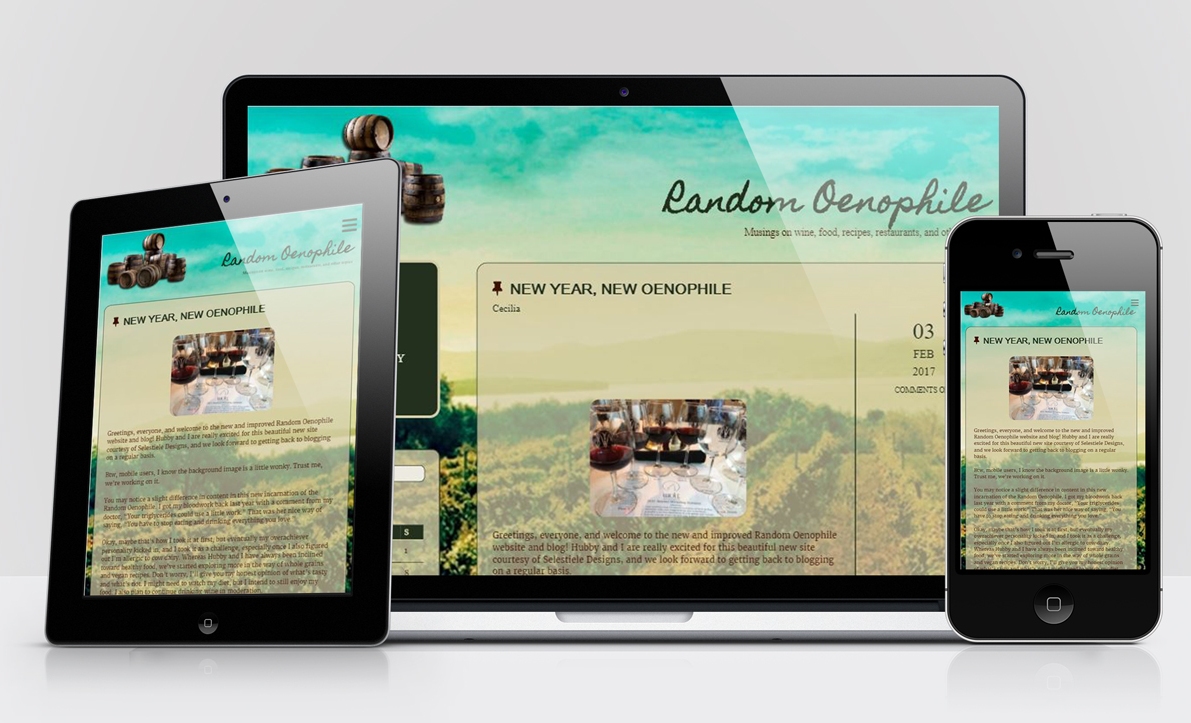 Random Oenophile
Musings on wine, food, recipes, restaurants, and
NEW YEAR, NEW OENOPHILE
Cecilia
03
FEB
2017
COMMENTS
Greetings, everyone, and welcome to the new and improved Random Oenophile
website and blog! Hubby and I are really excited for this beautiful new site
courtesy of Selestiele Designs, and we look forward to getting back to blogging
on a regular basis.
Y
S
Random Oenophile
NEW YEAR, NEW OENOPHILE
Greetings, everyone, and welcome to the new and improved Random Oenophile
website and blog! Hubby and I are really excited for this beautiful new site
courtesy of Selestiele Designs, and we look forward to getting back to blogging
on a regular basis.
Btw, mobile users, I know the background image is a little wonky. Trust me,
we're working on it.
You may notice a slight difference in content in this new incarnation of the
Random Oenophile. I got my bloodwork back last year with a comment from my
doctor, "Your triglycerides could use a little work." That was her nice way of
saying, "You have to stop eating and drinking everything you love."
Okay, maybe that's how I took it at first, but eventually my overachiever
personality kicked in, and I took it as a challenge, especially once I also figured
out I'm allergic to Whereas Hubby and I have always been inclined
toward healthy food, we've started exploring more in the way of whole grains
and vegan recipes. Don't worry, I'll give you my honest opinion of what's tasty
and what's not. I might need to watch my diet, but I intend to still enjoy my
food. I also plan to continue drinking wine in moderation.
Random Oenophile
NEW YEAR, NEW OENOPHILE
Greetings, everyone, and welcome to the new and improved
Random Oenophile website and blog! Hubby and I are really
excited for this beautiful new site courtesy of Selestiele Designs,
and we look forward to getting back to blogging on a regular
basis.
Btw, mobile users, I know the background image is a little wonky.
Trust me, we're working on it.
You may notice a slight difference in content in this new
incarnation of the Random Oenophile. I got my bloodwork back
last year with a comment from my doctor, "Your triglycerides
could use a little work." That was her nice way of saying, "You
have to stop eating and drinking everything you love."
Okay, maybe that's how I took it at first, but eventually my
overachiever personality kicked in, and I took it as a challenge,
especially once I also figured out I'm allergic to
Whereas Hubby and I have always been inclined toward healthy
food, we've started exploring more in the way of whole grains
and vegan recipes. Don't worry, I'll give you my honest opinion